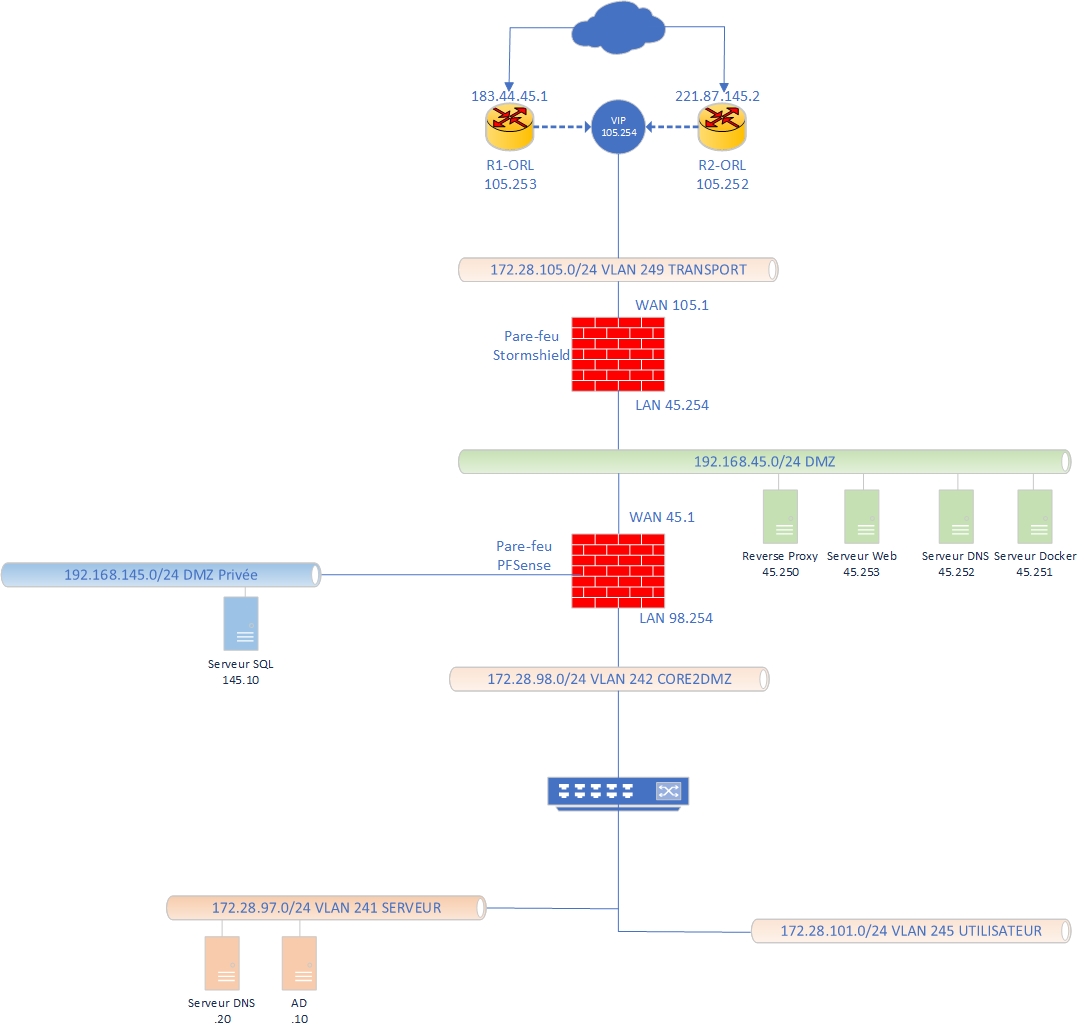 183.44.45.1
221.87.145.2
VIP
105.254
R1-ORL
105.253
R2-ORL
105.252
172.28.105.0/24 VLAN 249 TRANSPORT
WAN 105.1
Pare-feu
Stormshield
LAN 45.254
192.168.45.0/24 DMZ
WAN 45.1
Pare-feu
PFSense
Reverse Proxy
45.250
Serveur Web
45.253
Serveur DNS
45.252
Serveur Docker
45.251
192.168.145.0/24 DMZ Privée
LAN 98.254
Serveur SQL
145.10
172.28.98.0/24 VLAN 242 CORE2DMZ
172.28.97.0/24 VLAN 241 SERVEUR
172.28.101.0/24 VLAN 245 UTILISATEUR
Serveur DNS
.20
AD
.10